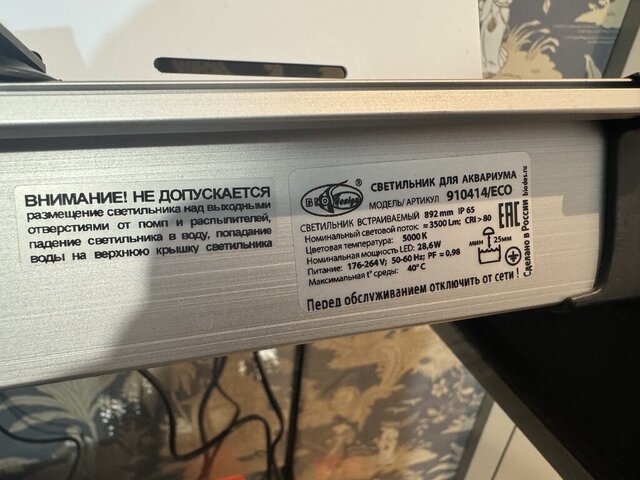 ВНИМАНИЕ! НЕ ДОПУСКАЕТСЯ
размещение светильника над выходными
отверстиями от помп и распылителей,
падение светильника в воду, попадание
воды на верхнюю крышку светильника
BIO design ®
СВЕТИЛЬНИК ДЛЯ АКВАРИУМА
МОДЕЛЬ/ АРТИКУЛ 910414/ECO
СВЕТИЛЬНИК ВСТРАИВАЕМЫЙ 892 mm IP 65
Номинальный световой поток: ≈ 3500 Lm; CRI> 80
Цветовая температура: 5000 K
Номинальная мощность LED: 28,6W
Питание: 176-264 V; 50-60 Hz; PF ≈ 0,98
Максимальная t° среды: 40° C
Перед обслуживанием отключить от сети !
EAC
мин 25мм
Сделано в России biodes.ru